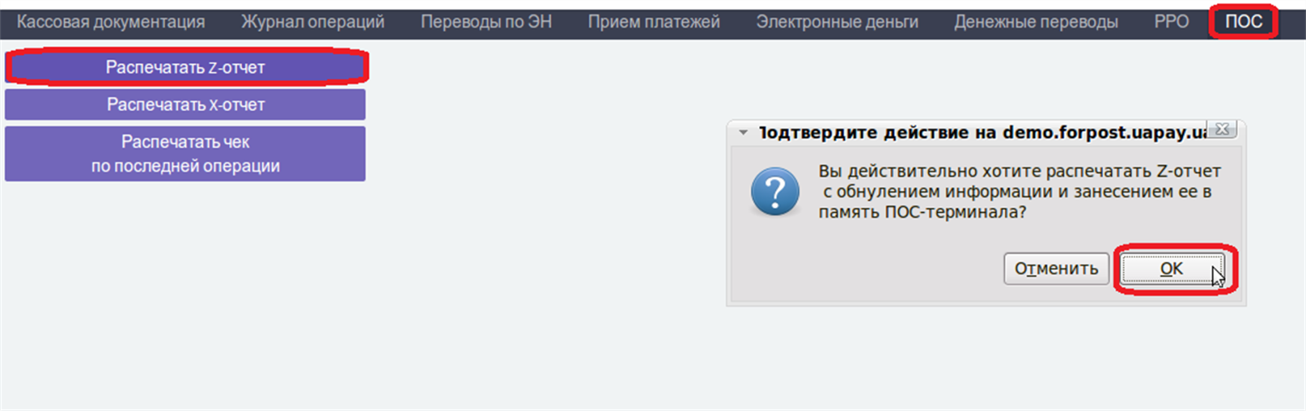 Кассовая документация Журнал операций Переводы по ЭН Прием платежей Электронные деньги Денежные переводы РРО ПОС
Распечатать Z-отчет
Распечатать X-отчет
Распечатать чек
по последней операции
Подтвердите действие на demo.forpost.uapay.ua
Вы действительно хотите распечатать Z-отчет
с обнулением информации и занесением ее в
память ПОС-терминала?
Отменить OK